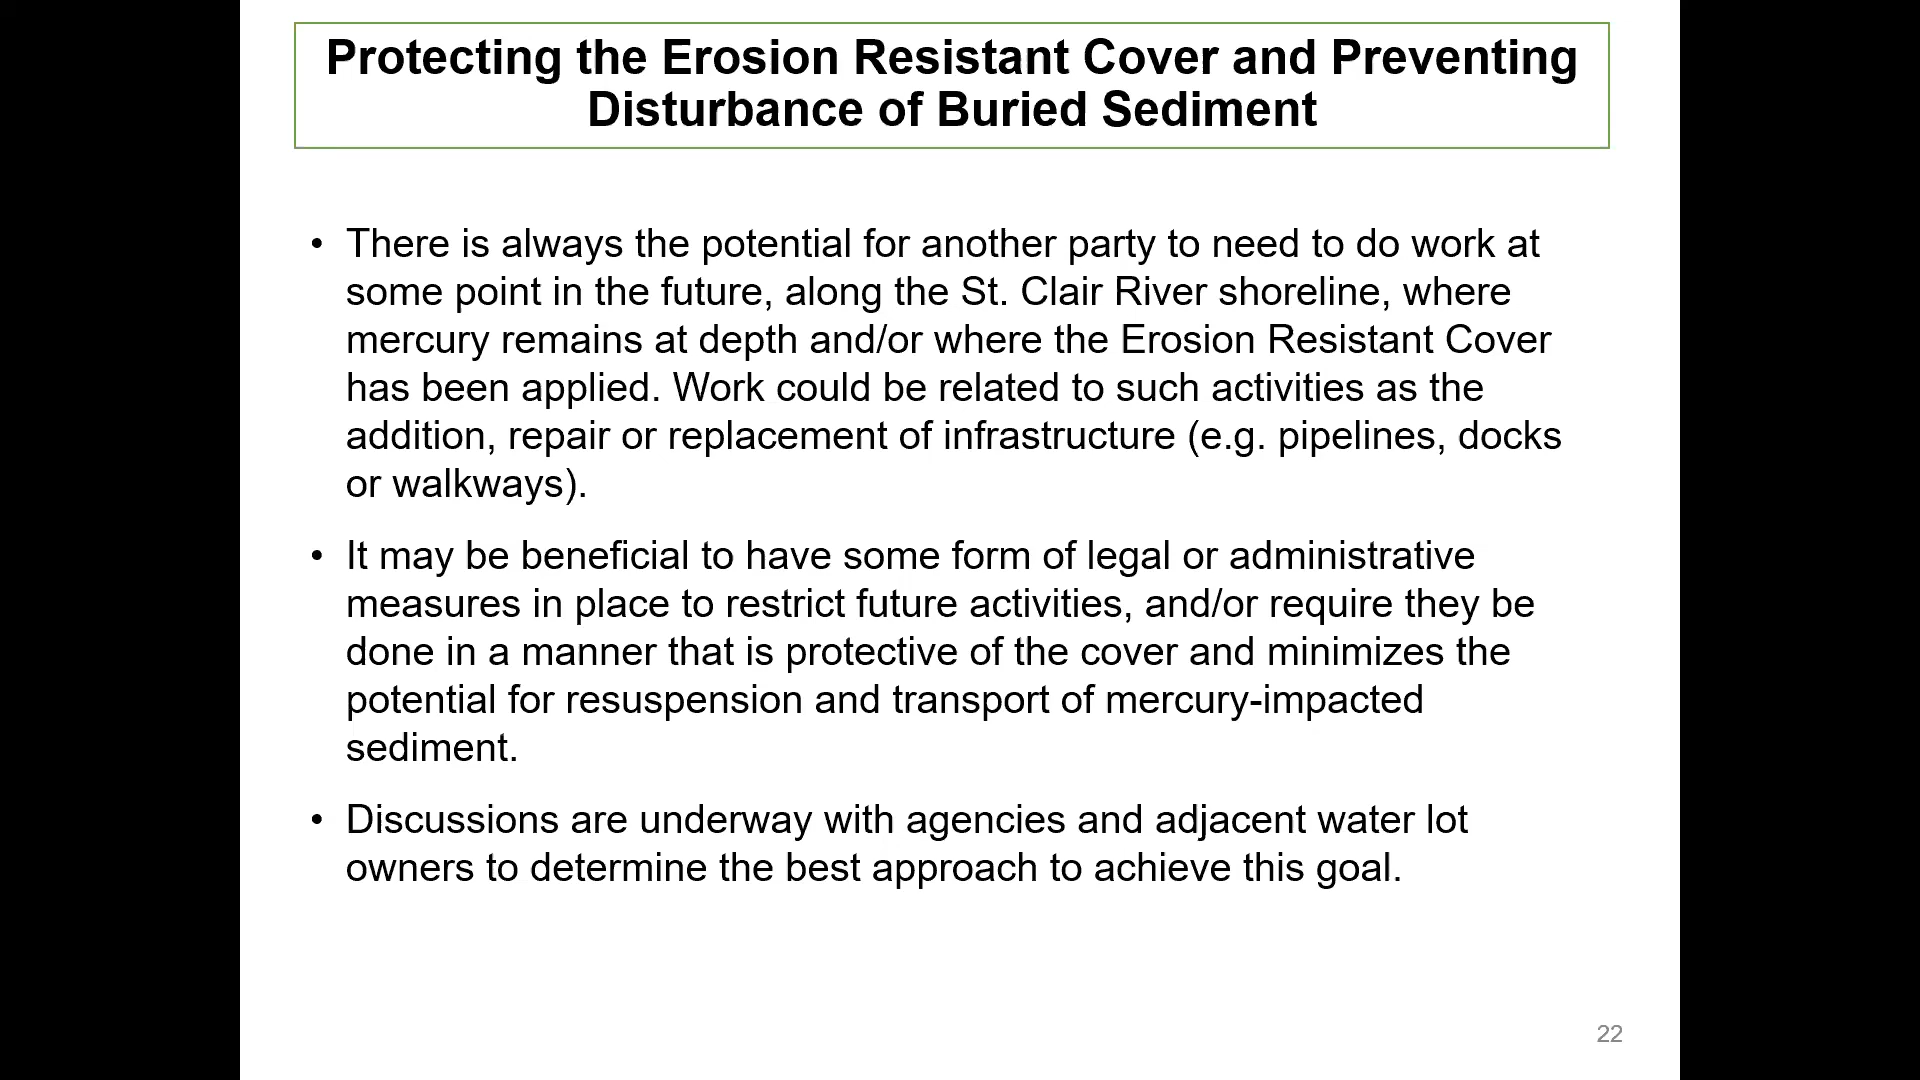 Protecting the Erosion Resistant Cover and Preventing
Disturbance of Buried Sediment
• There is always the potential for another party to need to do work at
some point in the future, along the St. Clair River shoreline, where
mercury remains at depth and/or where the Erosion Resistant Cover
has been applied. Work could be related to such activities as the
addition, repair or replacement of infrastructure (e.g. pipelines, docks
or walkways).
• It may be beneficial to have some form of legal or administrative
measures in place to restrict future activities, and/or require they be
done in a manner that is protective of the cover and minimizes the
potential for resuspension and transport of mercury-impacted
sediment.
• Discussions are underway with agencies and adjacent water lot
owners to determine the best approach to achieve this goal.
22